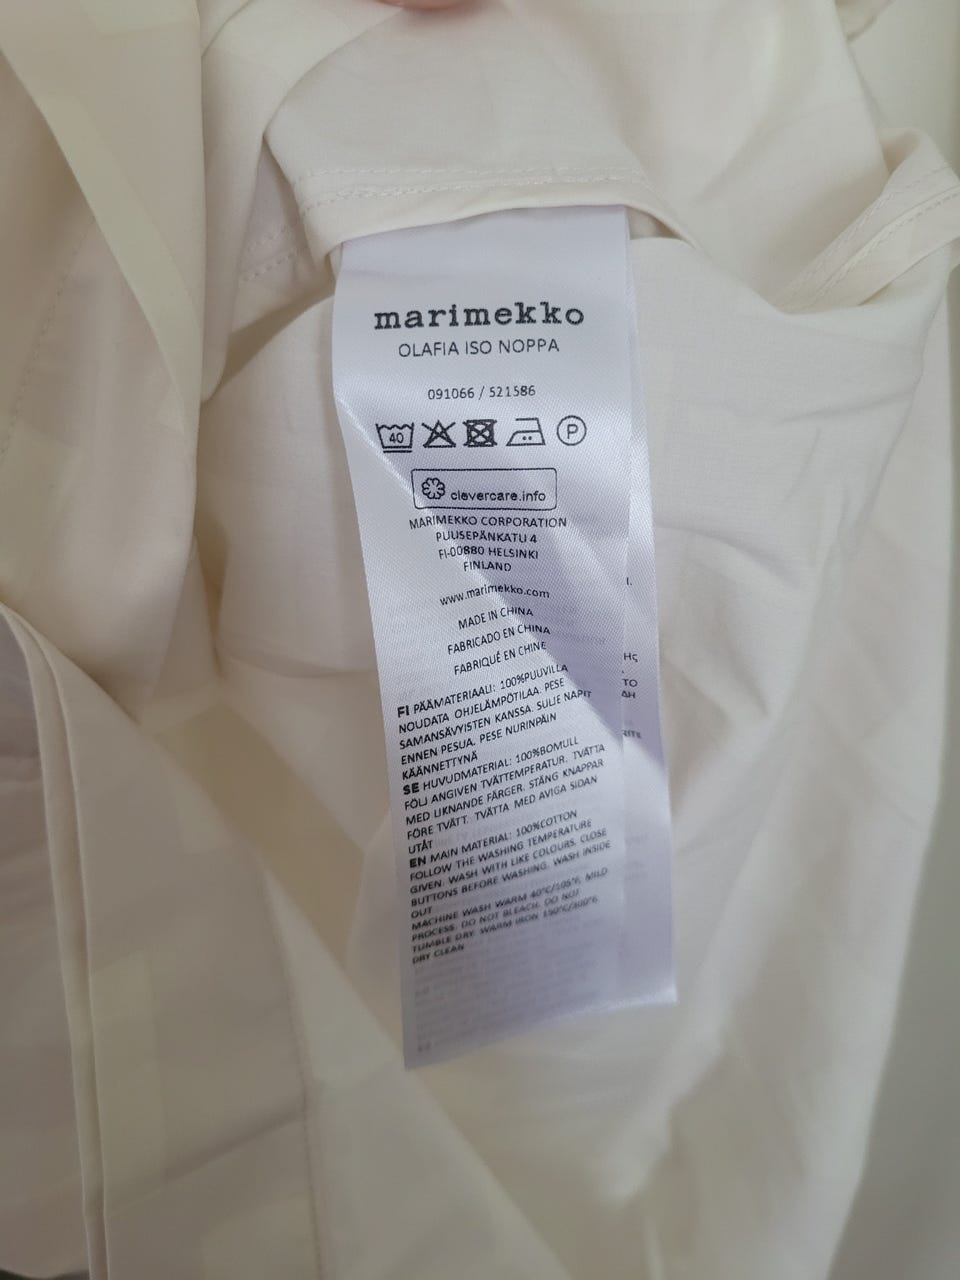 marimekko
OLAFIA ISO NOPPA
091066 / 521586
40 P
clevercare.info
MARIMEKKO CORPORATION
PUUSEPÄNKATU 4
FI-00880 HELSINKI
FINLAND
www.marimekko.com
MADE IN CHINA
FABRICADO EN CHINA
FABRIQUÉ EN CHINE
FI PÄÄMATERIAALI: 100%PUUVILLA
NOUDATA OHJELÄMPÖTILAA. PESE
SAMANSÄVYISTEN KANSSA. SULJE NAPIT
ENNEN PESUA. PESE NURINPÄIN
KÄÄNNETTYNÄ
SE HUVUDMATERIAL: 100%BOMULL
FÖLJ ANGIVEN TVÄTTEMPERATUR. TVÄTTA
MED LIKNANDE FÄRGER. STÄNG KNAPPAR
FÖRE TVÄTT. TVÄTTA MED AVIGA SIDAN
UTÅT
EN MAIN MATERIAL: 100%COTTON
FOLLOW THE WASHING TEMPERATURE
GIVEN. WASH WITH LIKE COLOURS. CLOSE
BUTTONS BEFORE WASHING. WASH INSIDE
OUT
MACHINE WASH WARM 40°C/105°F, MILD
PROCESS. DO NOT BLEACH. DO NOT
TUMBLE DRY. WARM IRON 150°C/300°F.
DRY CLEAN